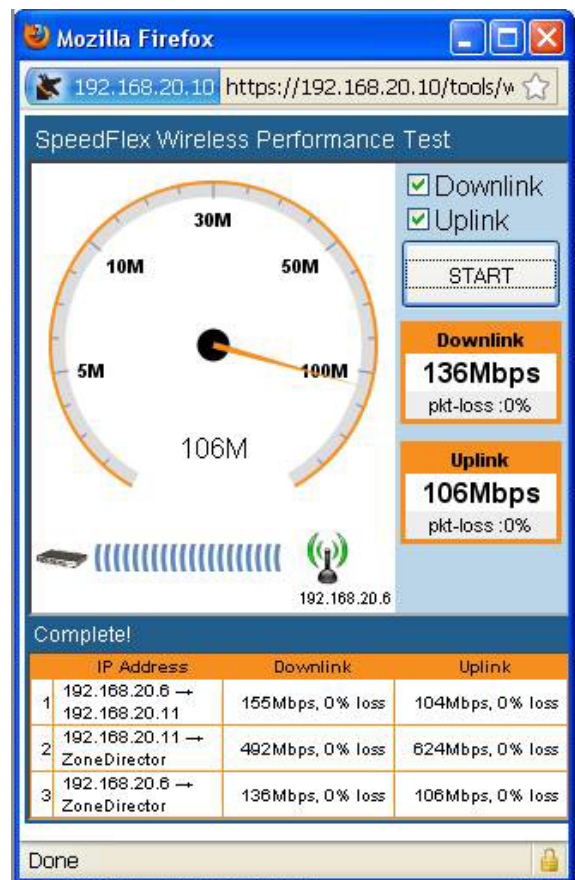 Mozilla Firefox
192.168.20.10 https://192.168.20.10/tools/w
SpeedFlex Wireless Performance Test
Downlink
Uplink
START
30M
10M
50M
5M
100M
106M
Downlink
136Mbps
pkt-loss :0%
Uplink
106Mbps
pkt-loss :0%
192.168.20.6
Complete!
IP Address Downlink Uplink
1 192.168.20.6 → 155Mbps, 0% loss 104Mbps, 0% loss
192.168.20.11
2 192.168.20.11 → 492Mbps, 0% loss 624Mbps, 0% loss
ZoneDirector
3 192.168.20.6 → 136Mbps, 0% loss 106Mbps, 0% loss
ZoneDirector
Done